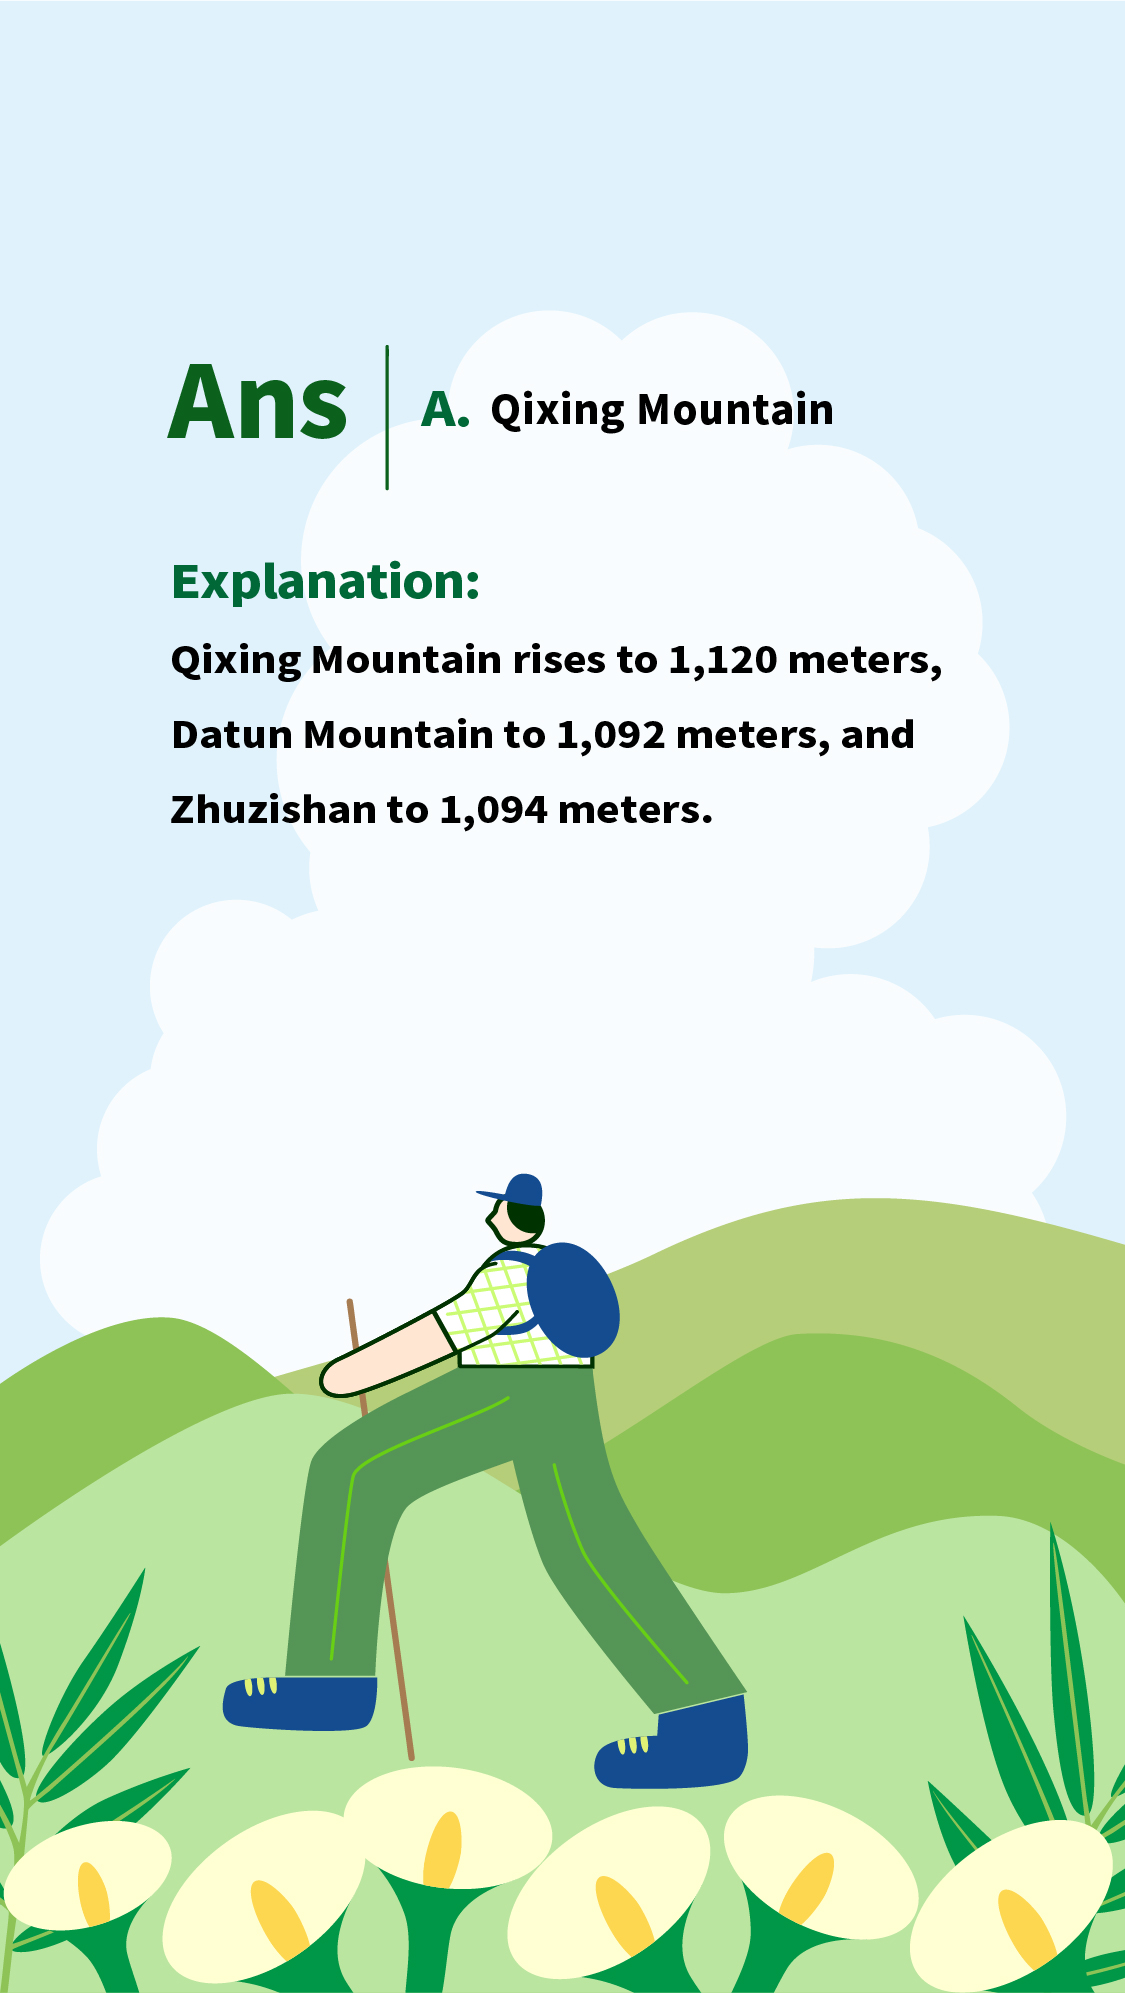 Ans
A. Qixing Mountain
Explanation:
Qixing Mountain rises to 1,120 meters,
Datun Mountain to 1,092 meters, and
Zhuzishan to 1,094 meters.